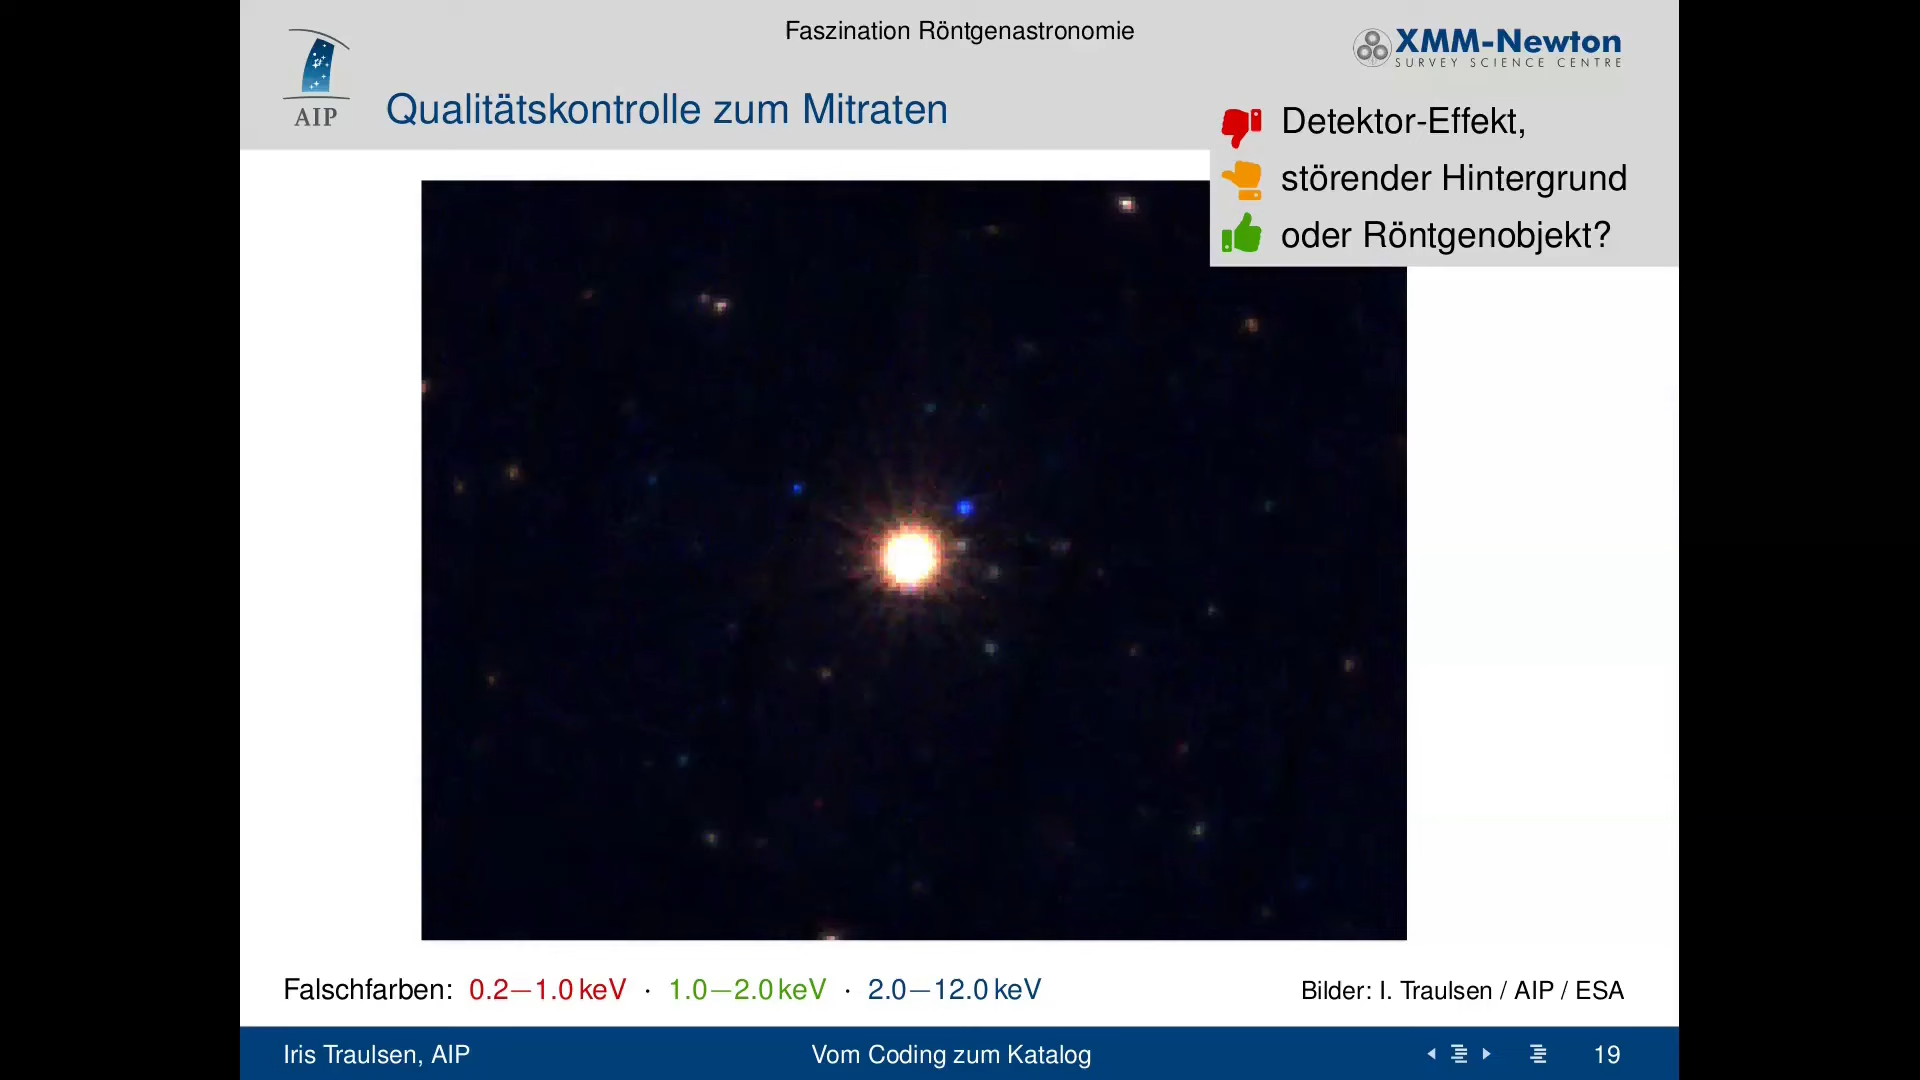 Faszination Röntgenastronomie
XMM-Newton
SURVEY SCIENCE CENTRE
AIP
Qualitätskontrolle zum Mitraten
Detektor-Effekt,
störender Hintergrund
oder Röntgenobjekt?
Falschfarben: 0.2–1.0 keV · 1.0–2.0 keV · 2.0–12.0 keV
Bilder: I. Traulsen / AIP / ESA
Iris Traulsen, AIP
Vom Coding zum Katalog
19